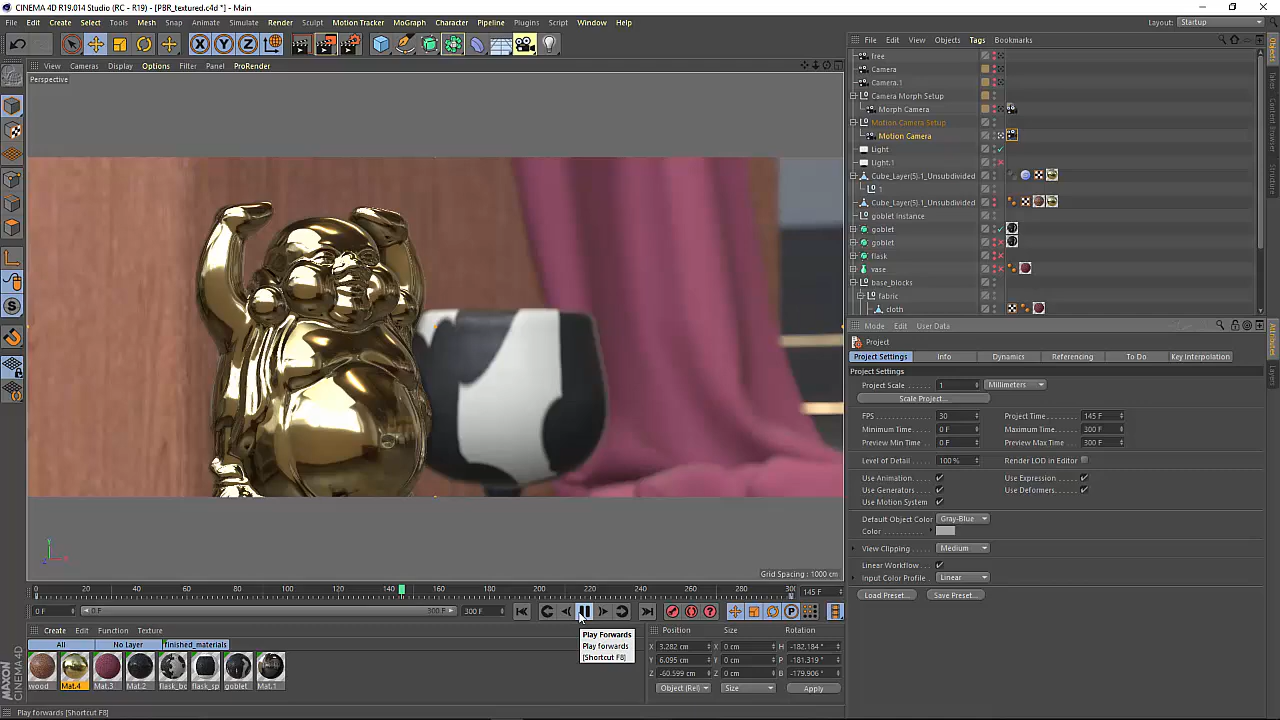 CINEMA 4D R19.014 Studio (RC - R19) - [PBR_textured.c4d *] - Main
File Edit Create Select Tools Mesh Snap Animate Simulate Render Sculpt Motion Tracker MoGraph Character Pipeline Plugins Script Window Help
Layout: Startup
View Cameras Display Options Filter Panel ProRender
File Edit View Objects Tags Bookmarks
Perspective
free
Camera
Camera.1
Camera Morph Setup
Morph Camera
Motion Camera Setup
Motion Camera
Light
Light.1
Cube_Layer(5).1_Unsubdivided
1
Cube_Layer(5).1_Unsubdivided
goblet Instance
goblet
goblet
flask
vase
base_blocks
fabric
cloth
Objects
Takes
Content Browser
Structure
Mode Edit User Data
Project
Project Settings Info Dynamics Referencing To Do Key Interpolation
Project Settings
Project Scale 1 Millimeters
Scale Project...
FPS 30 Project Time 145 F
Minimum Time 0 F Maximum Time 300 F
Preview Min Time 0 F Preview Max Time 300 F
Level of Detail 100 % Render LOD in Editor
Use Animation Use Expression
Use Generators Use Deformers
Use Motion System
Default Object Color Gray-Blue
Color
View Clipping Medium
Linear Workflow
Input Color Profile Linear
Load Preset... Save Preset...
Attributes
Layers
Y
Grid Spacing : 1000 cm
0 20 40 60 80 100 120 140 160 180 200 220 240 260 280 300 145 F
0 F 0 F 300 F 300 F
Play Forwards
Play forwards
[Shortcut F8]
Create Edit Function Texture
All No Layer finished_materials
wood Mat.4 Mat.3 Mat.2 flask_bo flask_sp goblet Mat.1
Position Size Rotation
X 3.282 cm 0 cm H -182.184 °
Y 6.095 cm 0 cm P -181.319 °
Z -60.599 cm 0 cm B -179.906 °
Object (Rel) Size Apply
MAXON CINEMA 4D
Play forwards [Shortcut F8]